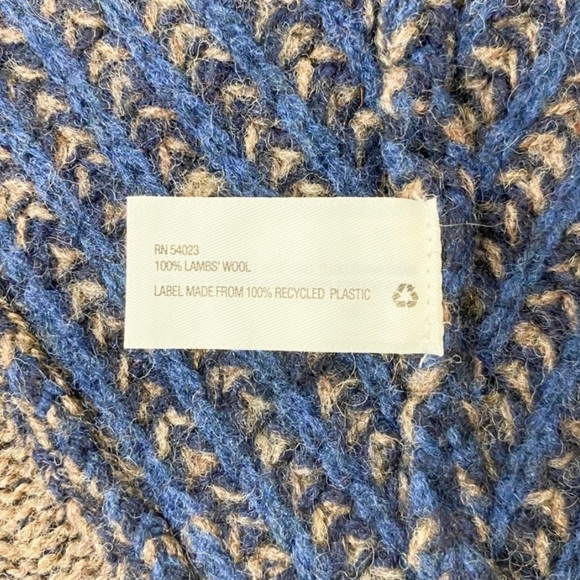 RN 54023
100% LAMBS' WOOL
LABEL MADE FROM 100% RECYCLED PLASTIC